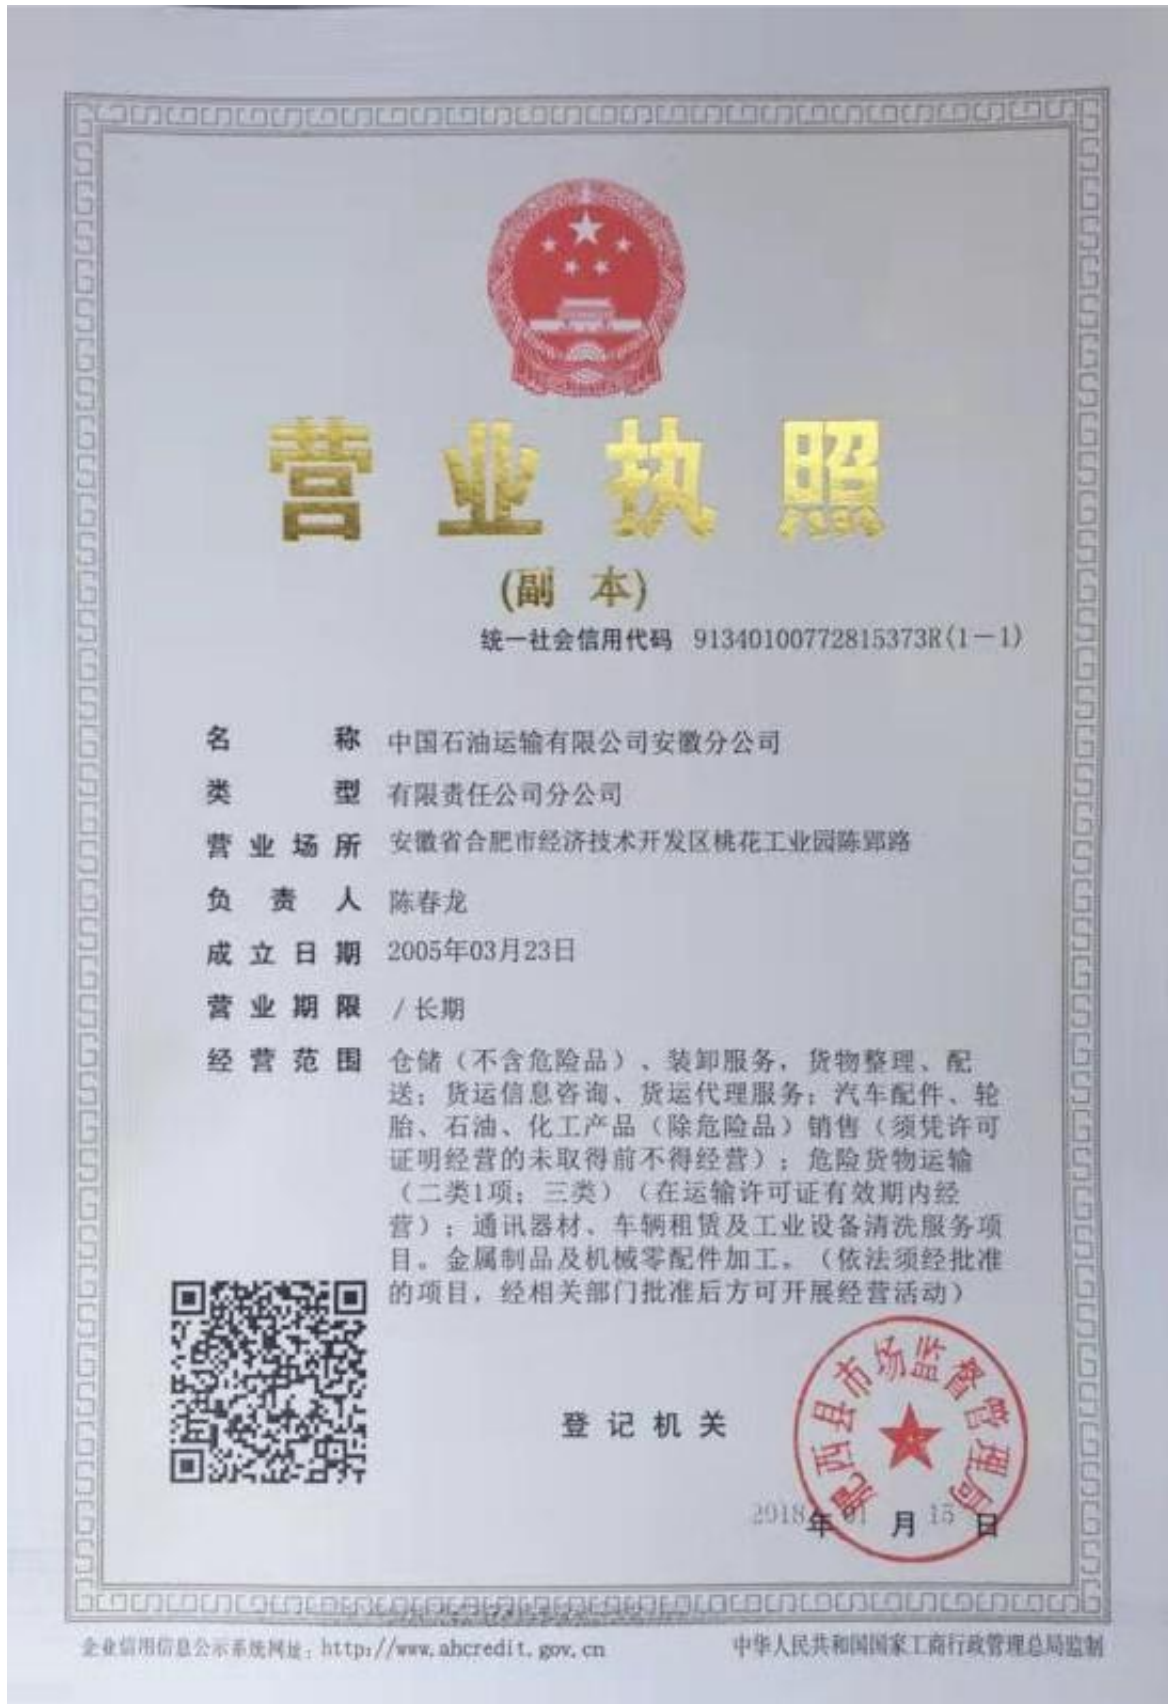 营业执照
(副 本)
统一社会信用代码 91340100772815373R(1-1)
名称 中国石油运输有限公司安徽分公司
类型 有限责任公司分公司
营业场所 安徽省合肥市经济技术开发区桃花工业园陈郢路
负责人 陈春龙
成立日期 2005年03月23日
营业期限 /长期
经营范围 仓储（不含危险品）、装卸服务，货物整理、配
送；货运信息咨询、货运代理服务；汽车配件、轮
胎、石油、化工产品（除危险品）销售（须凭许可
证明经营的未取得前不得经营）；危险货物运输
（二类1项；三类）（在运输许可证有效期内经
营）；通讯器材、车辆租赁及工业设备清洗服务项
目。金属制品及机械零配件加工。（依法须经批准
的项目，经相关部门批准后方可开展经营活动）
登记机关
肥西县市场监督管理局
2018年01月15日
企业信用信息公示系统网址：http://www.ahcredit.gov.cn
中华人民共和国国家工商行政管理总局监制